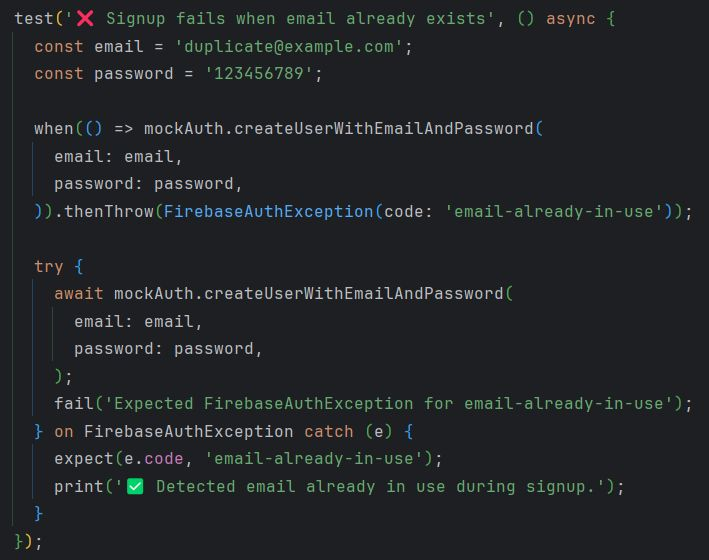 test('❌ Signup fails when email already exists', () async {
  const email = 'duplicate@example.com';
  const password = '123456789';

  when(() => mockAuth.createUserWithEmailAndPassword(
    email: email,
    password: password,
  )).thenThrow(FirebaseAuthException(code: 'email-already-in-use'));

  try {
    await mockAuth.createUserWithEmailAndPassword(
      email: email,
      password: password,
    );
    fail('Expected FirebaseAuthException for email-already-in-use');
  } on FirebaseAuthException catch (e) {
    expect(e.code, 'email-already-in-use');
    print('✅ Detected email already in use during signup.');
  }
});